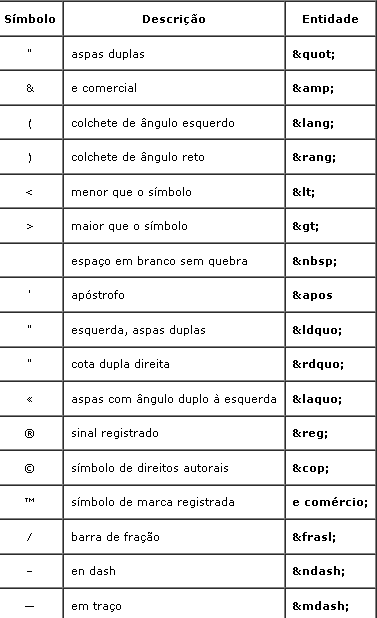 Símbolo Descrição Entidade
" aspas duplas &quot;
& e comercial &amp;
( colchete de ângulo esquerdo &lang;
) colchete de ângulo reto &rang;
< menor que o símbolo &lt;
> maior que o símbolo &gt;
espaço em branco sem quebra &nbsp;
' apóstrofo &apos
" esquerda, aspas duplas &ldquo;
" cota dupla direita &rdquo;
« aspas com ângulo duplo à esquerda &laquo;
® sinal registrado &reg;
© símbolo de direitos autorais &cop;
™ símbolo de marca registrada e comércio;
/ barra de fração &frasl;
– en dash &ndash;
— em traço &mdash;